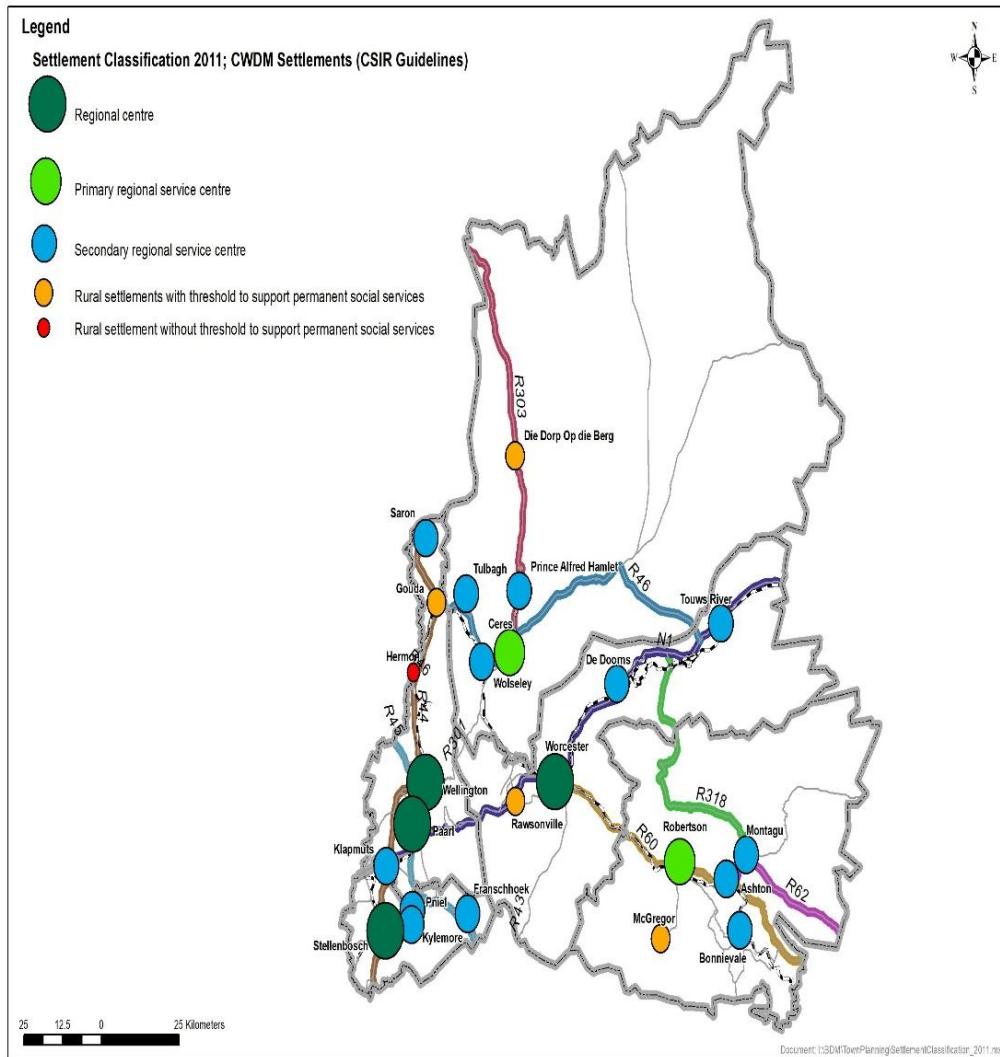 Legend
Settlement Classification 2011; CWDM Settlements (CSIR Guidelines)
Regional centre
Primary regional service centre
Secondary regional service centre
Rural settlements with threshold to support permanent social services
Rural settlement without threshold to support permanent social services
N
W E
S
R303
Die Dorp Op die Berg
Saron
Tulbagh
Prince Alfred Hamlet
R46
Gouda
Touws River
Ceres
N1
Hermon
De Doorns
Wolseley
R44
R45
R301
Worcester
Wellington
R318
Rawsonville
Paarl
Robertson
Montagu
Klapmuts
R60
Ashton
R62
Pniel
Franschhoek
R43
McGregor
Stellenbosch
Kylemore
Bonnievale
25 12.5 0 25 Kilometers